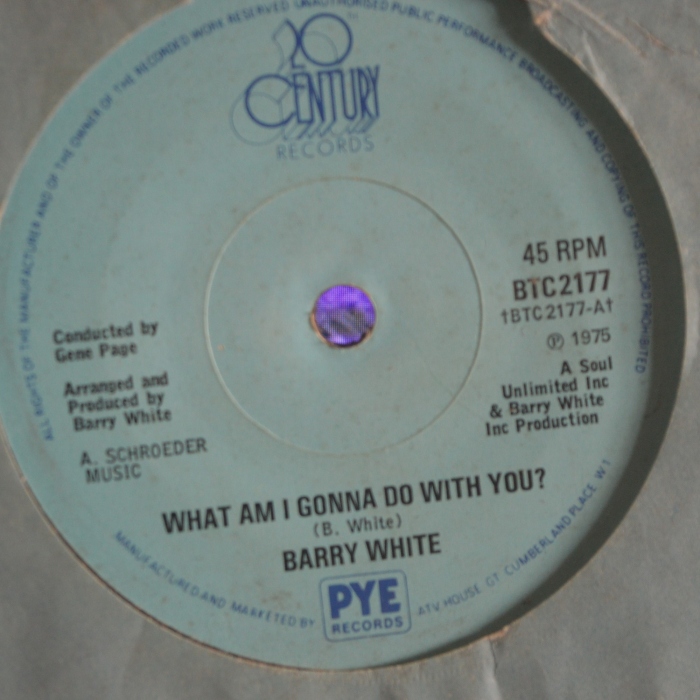 ALL RIGHTS OF THE MANUFACTURER AND OF THE OWNER OF THE RECORDED WORK RESERVED UNAUTHORISED PUBLIC PERFORMANCE BROADCASTING AND COPYING OF THIS RECORD PROHIBITED
20
CENTURY
RECORDS
45 RPM
BTC2177
†BTC2177-A†
℗ 1975
A Soul
Unlimited Inc
& Barry White
Inc Production
Conducted by
Gene Page
Arranged and
Produced by
Barry White
A. SCHROEDER
MUSIC
WHAT AM I GONNA DO WITH YOU?
(B. White)
BARRY WHITE
MANUFACTURED AND MARKETED BY
PYE
RECORDS
ATV HOUSE GT CUMBERLAND PLACE W1